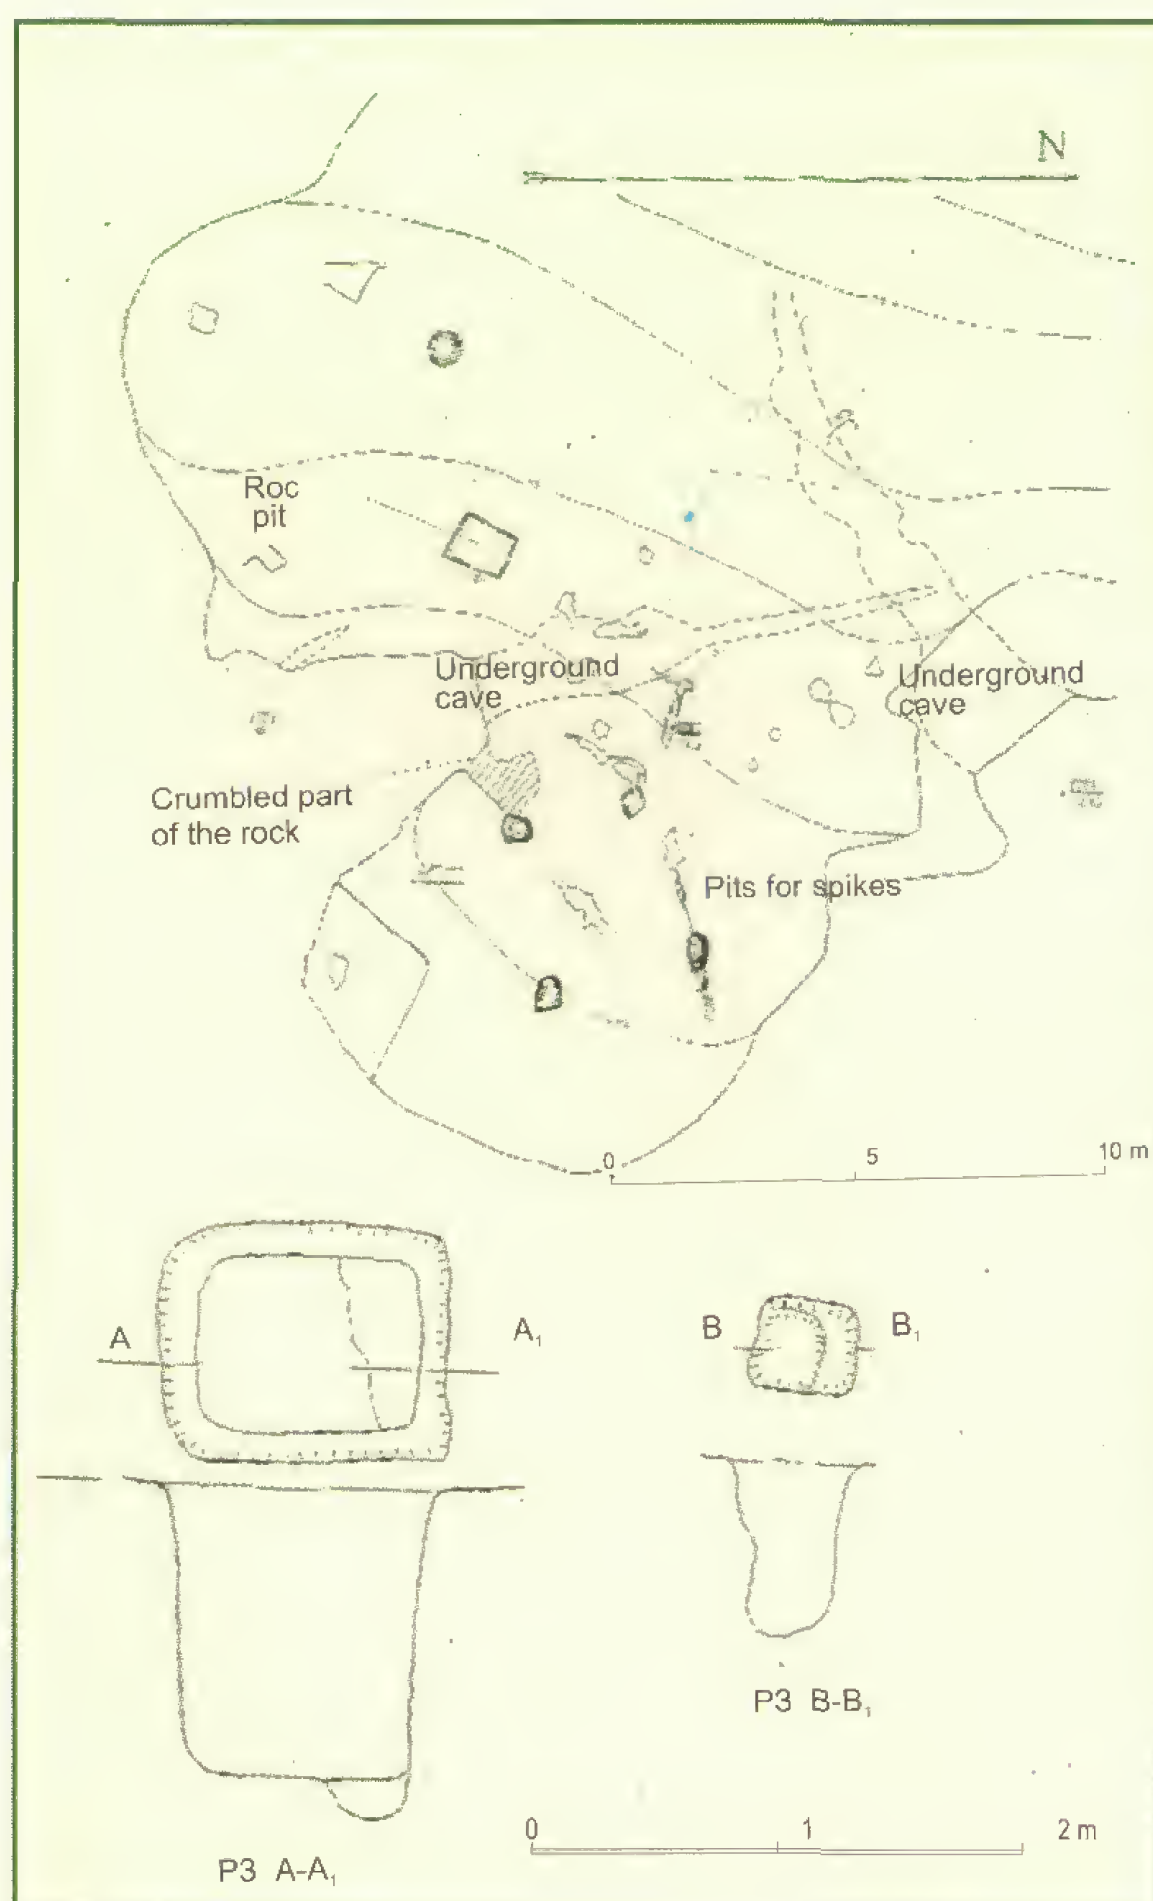 N
Roc
pit
Underground
cave
Underground
cave
Crumbled part
of the rock
Pits for spikes
0 5 10 m
A A₁
B B₁
P3 B-B₁
0 1 2 m
P3 A-A₁